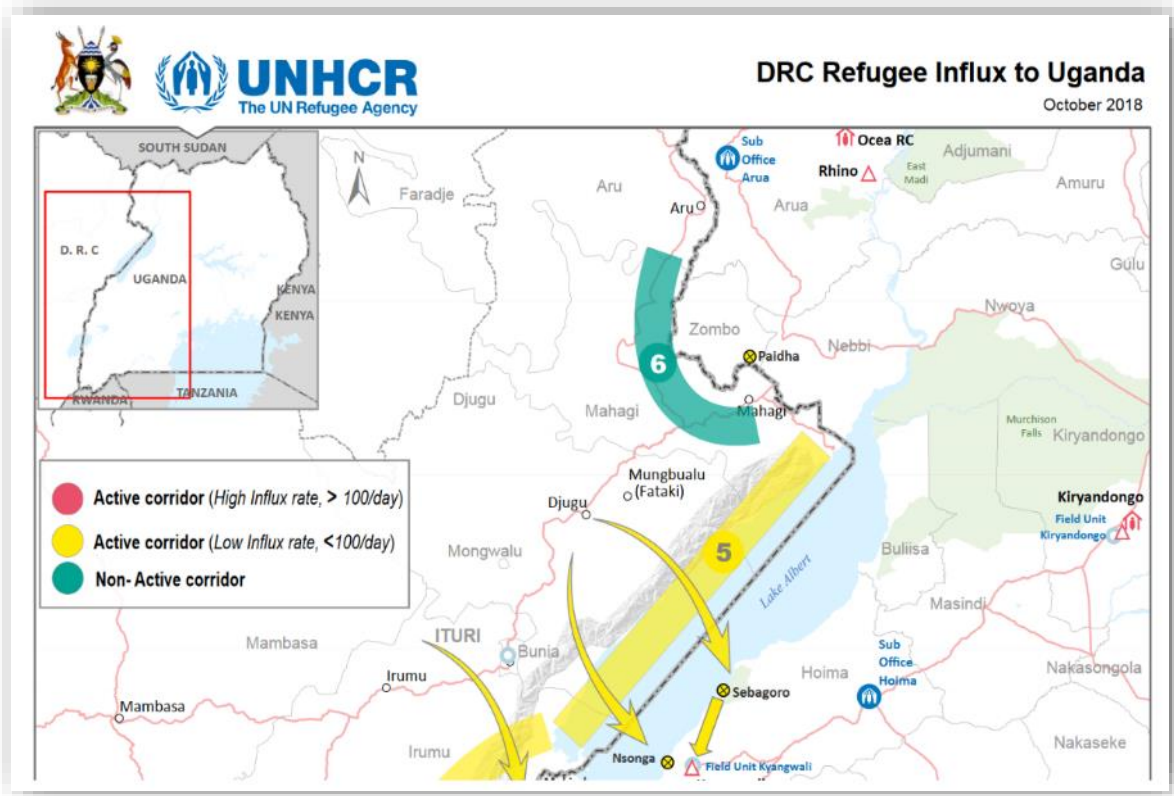 UNHCR
The UN Refugee Agency
DRC Refugee Influx to Uganda
October 2018
SOUTH SUDAN
D. R. C
UGANDA
KENYA
KENYA
RWANDA
TANZANIA
N
Faradje
Aru
Aru
Sub
Office
Arua
Ocea RC
Rhino
East
Madi
Adjumani
Amuru
Arua
Gulu
Nwoya
Zombo
Nebbi
6
Paidha
Mahagi
Mahagi
Djugu
Murchison
Falls
Kiryandongo
Active corridor (High Influx rate, > 100/day)
Active corridor (Low Influx rate, <100/day)
Non- Active corridor
Mungbualu
(Fataki)
Djugu
Kiryandongo
Field Unit
Kiryandongo
Mongwalu
5
Buliisa
Lake Albert
Masindi
ITURI
Mambasa
Bunia
Irumu
Sub
Office
Hoima
Hoima
Nakasongola
Sebagoro
Mambasa
Irumu
Nakaseke
Nsonga
Field Unit Kyangwali